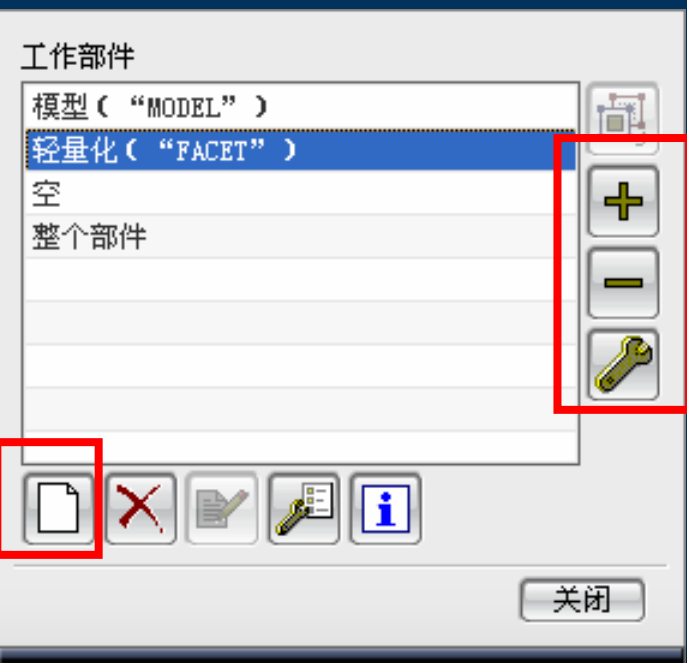 工作部件
模型( “MODEL” )
轻量化( “FACET” )
空
整个部件
关闭